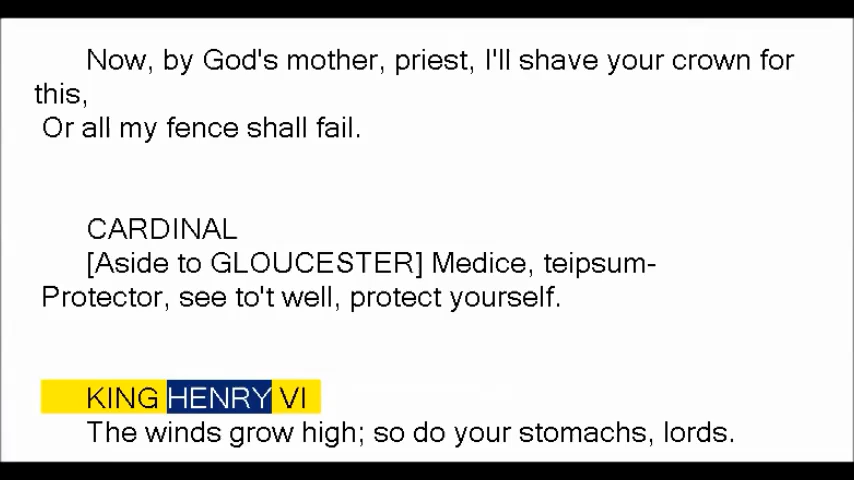 Now, by God's mother, priest, I'll shave your crown for
this,
Or all my fence shall fail.
CARDINAL
[Aside to GLOUCESTER] Medice, teipsum-
Protector, see to't well, protect yourself.
KING HENRY VI
The winds grow high; so do your stomachs, lords.